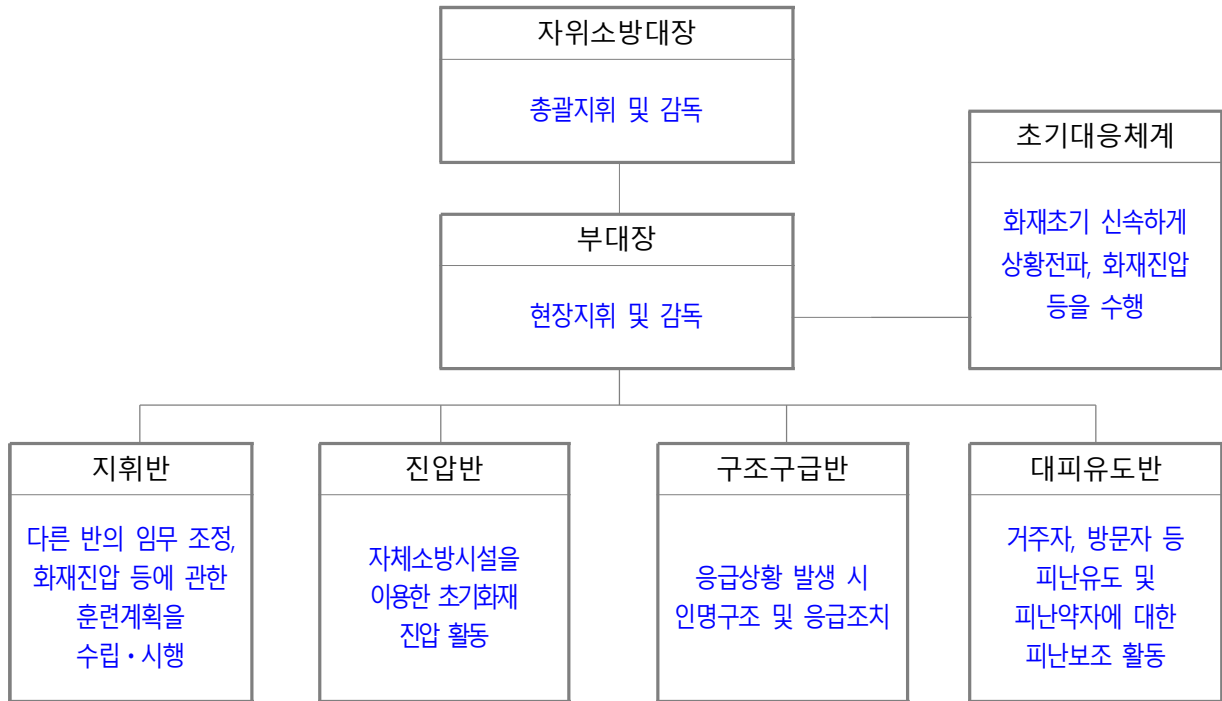 자위소방대장
총괄지휘 및 감독
초기대응체계
화재초기 신속하게
상황전파, 화재진압
등을 수행
부대장
현장지휘 및 감독
지휘반
다른 반의 임무 조정,
화재진압 등에 관한
훈련계획을
수립・시행
진압반
자체소방시설을
이용한 초기화재
진압 활동
구조구급반
응급상황 발생 시
인명구조 및 응급조치
대피유도반
거주자, 방문자 등
피난유도 및
피난약자에 대한
피난보조 활동